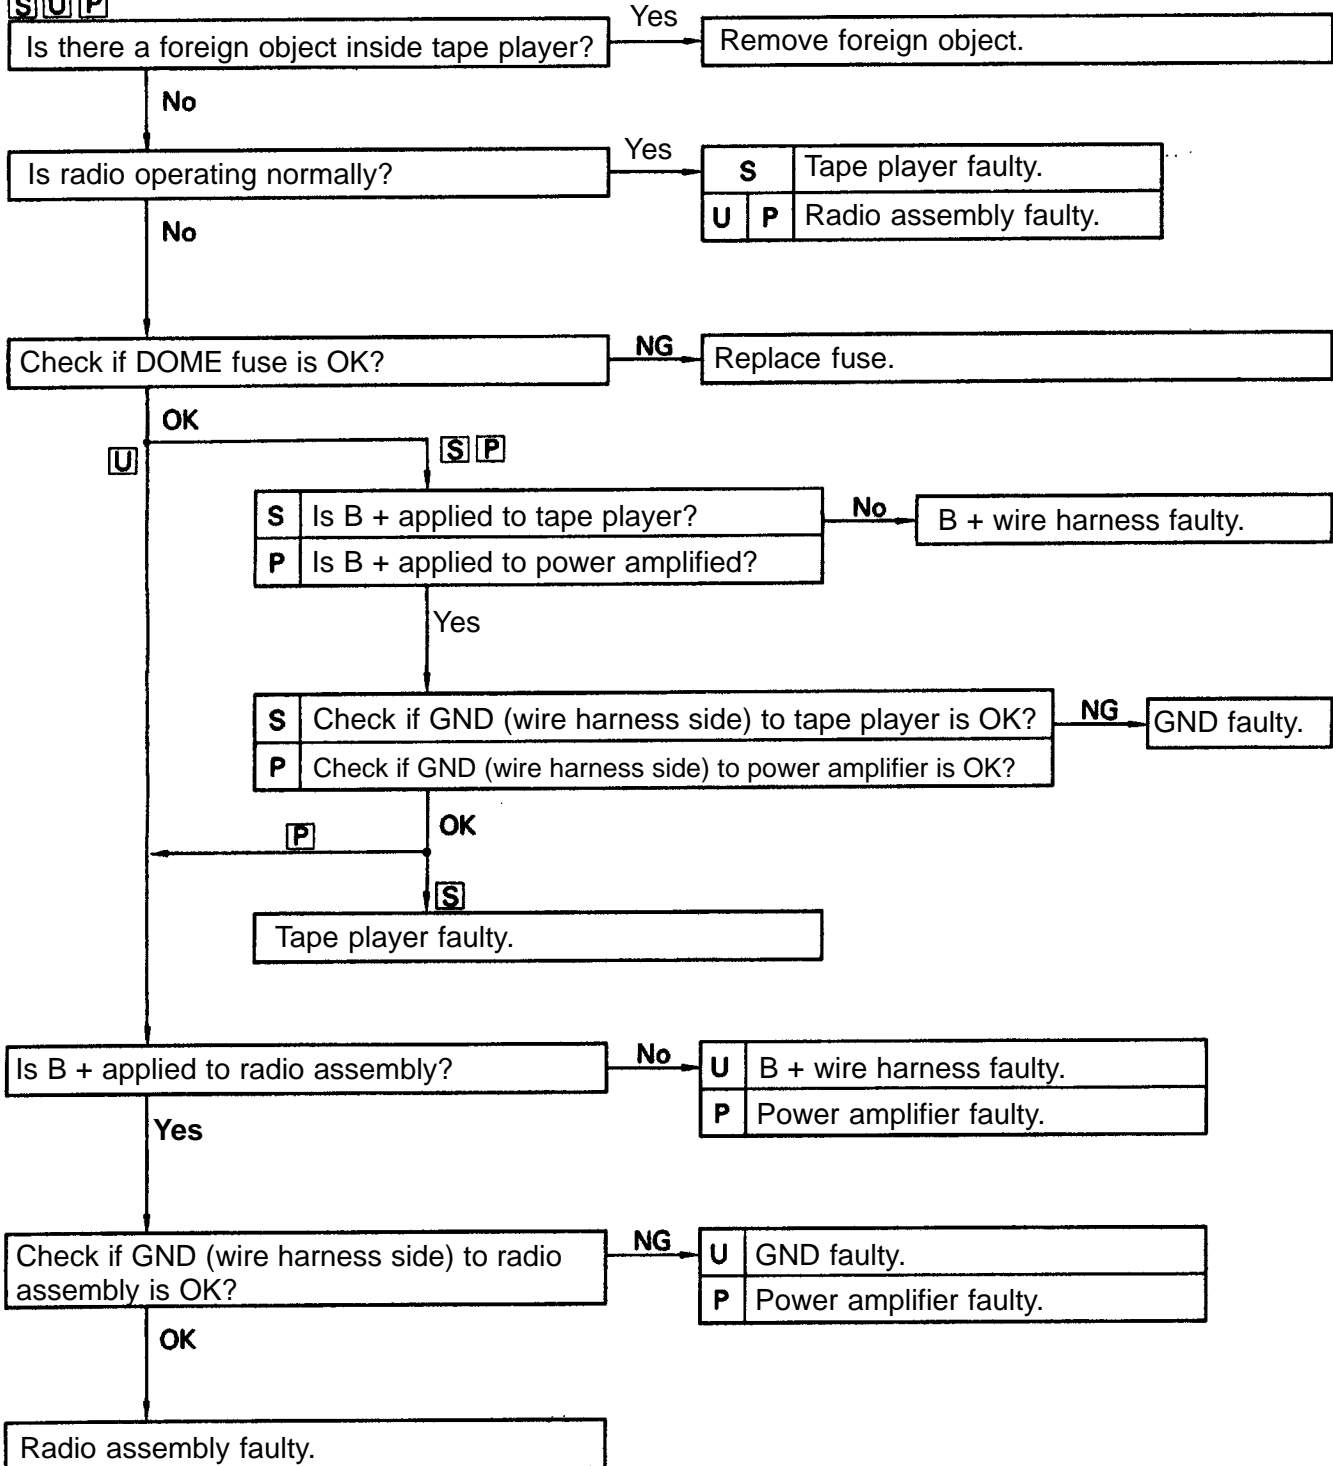 S U P
Is there a foreign object inside tape player?
Yes
Remove foreign object.
No
Is radio operating normally?
Yes
S Tape player faulty.
U P Radio assembly faulty.
No
Check if DOME fuse is OK?
NG
Replace fuse.
OK
U
S P
S Is B + applied to tape player?
P Is B + applied to power amplified?
No
B + wire harness faulty.
Yes
S Check if GND (wire harness side) to tape player is OK?
P Check if GND (wire harness side) to power amplifier is OK?
NG
GND faulty.
OK
P
S
Tape player faulty.
Is B + applied to radio assembly?
No
U B + wire harness faulty.
P Power amplifier faulty.
Yes
Check if GND (wire harness side) to radio
assembly is OK?
NG
U GND faulty.
P Power amplifier faulty.
OK
Radio assembly faulty.